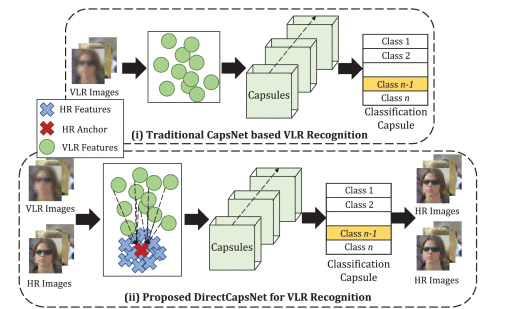 VLR Images
Capsules
Class 1
Class 2
Class n-1
Class n
Classification
Capsule
(i) Traditional CapsNet based VLR Recognition
HR Features
HR Anchor
VLR Features
VLR Images
HR Images
Capsules
Class 1
Class 2
Class n-1
Class n
Classification
Capsule
HR Images
HR Images
(ii) Proposed DirectCapsNet for VLR Recognition